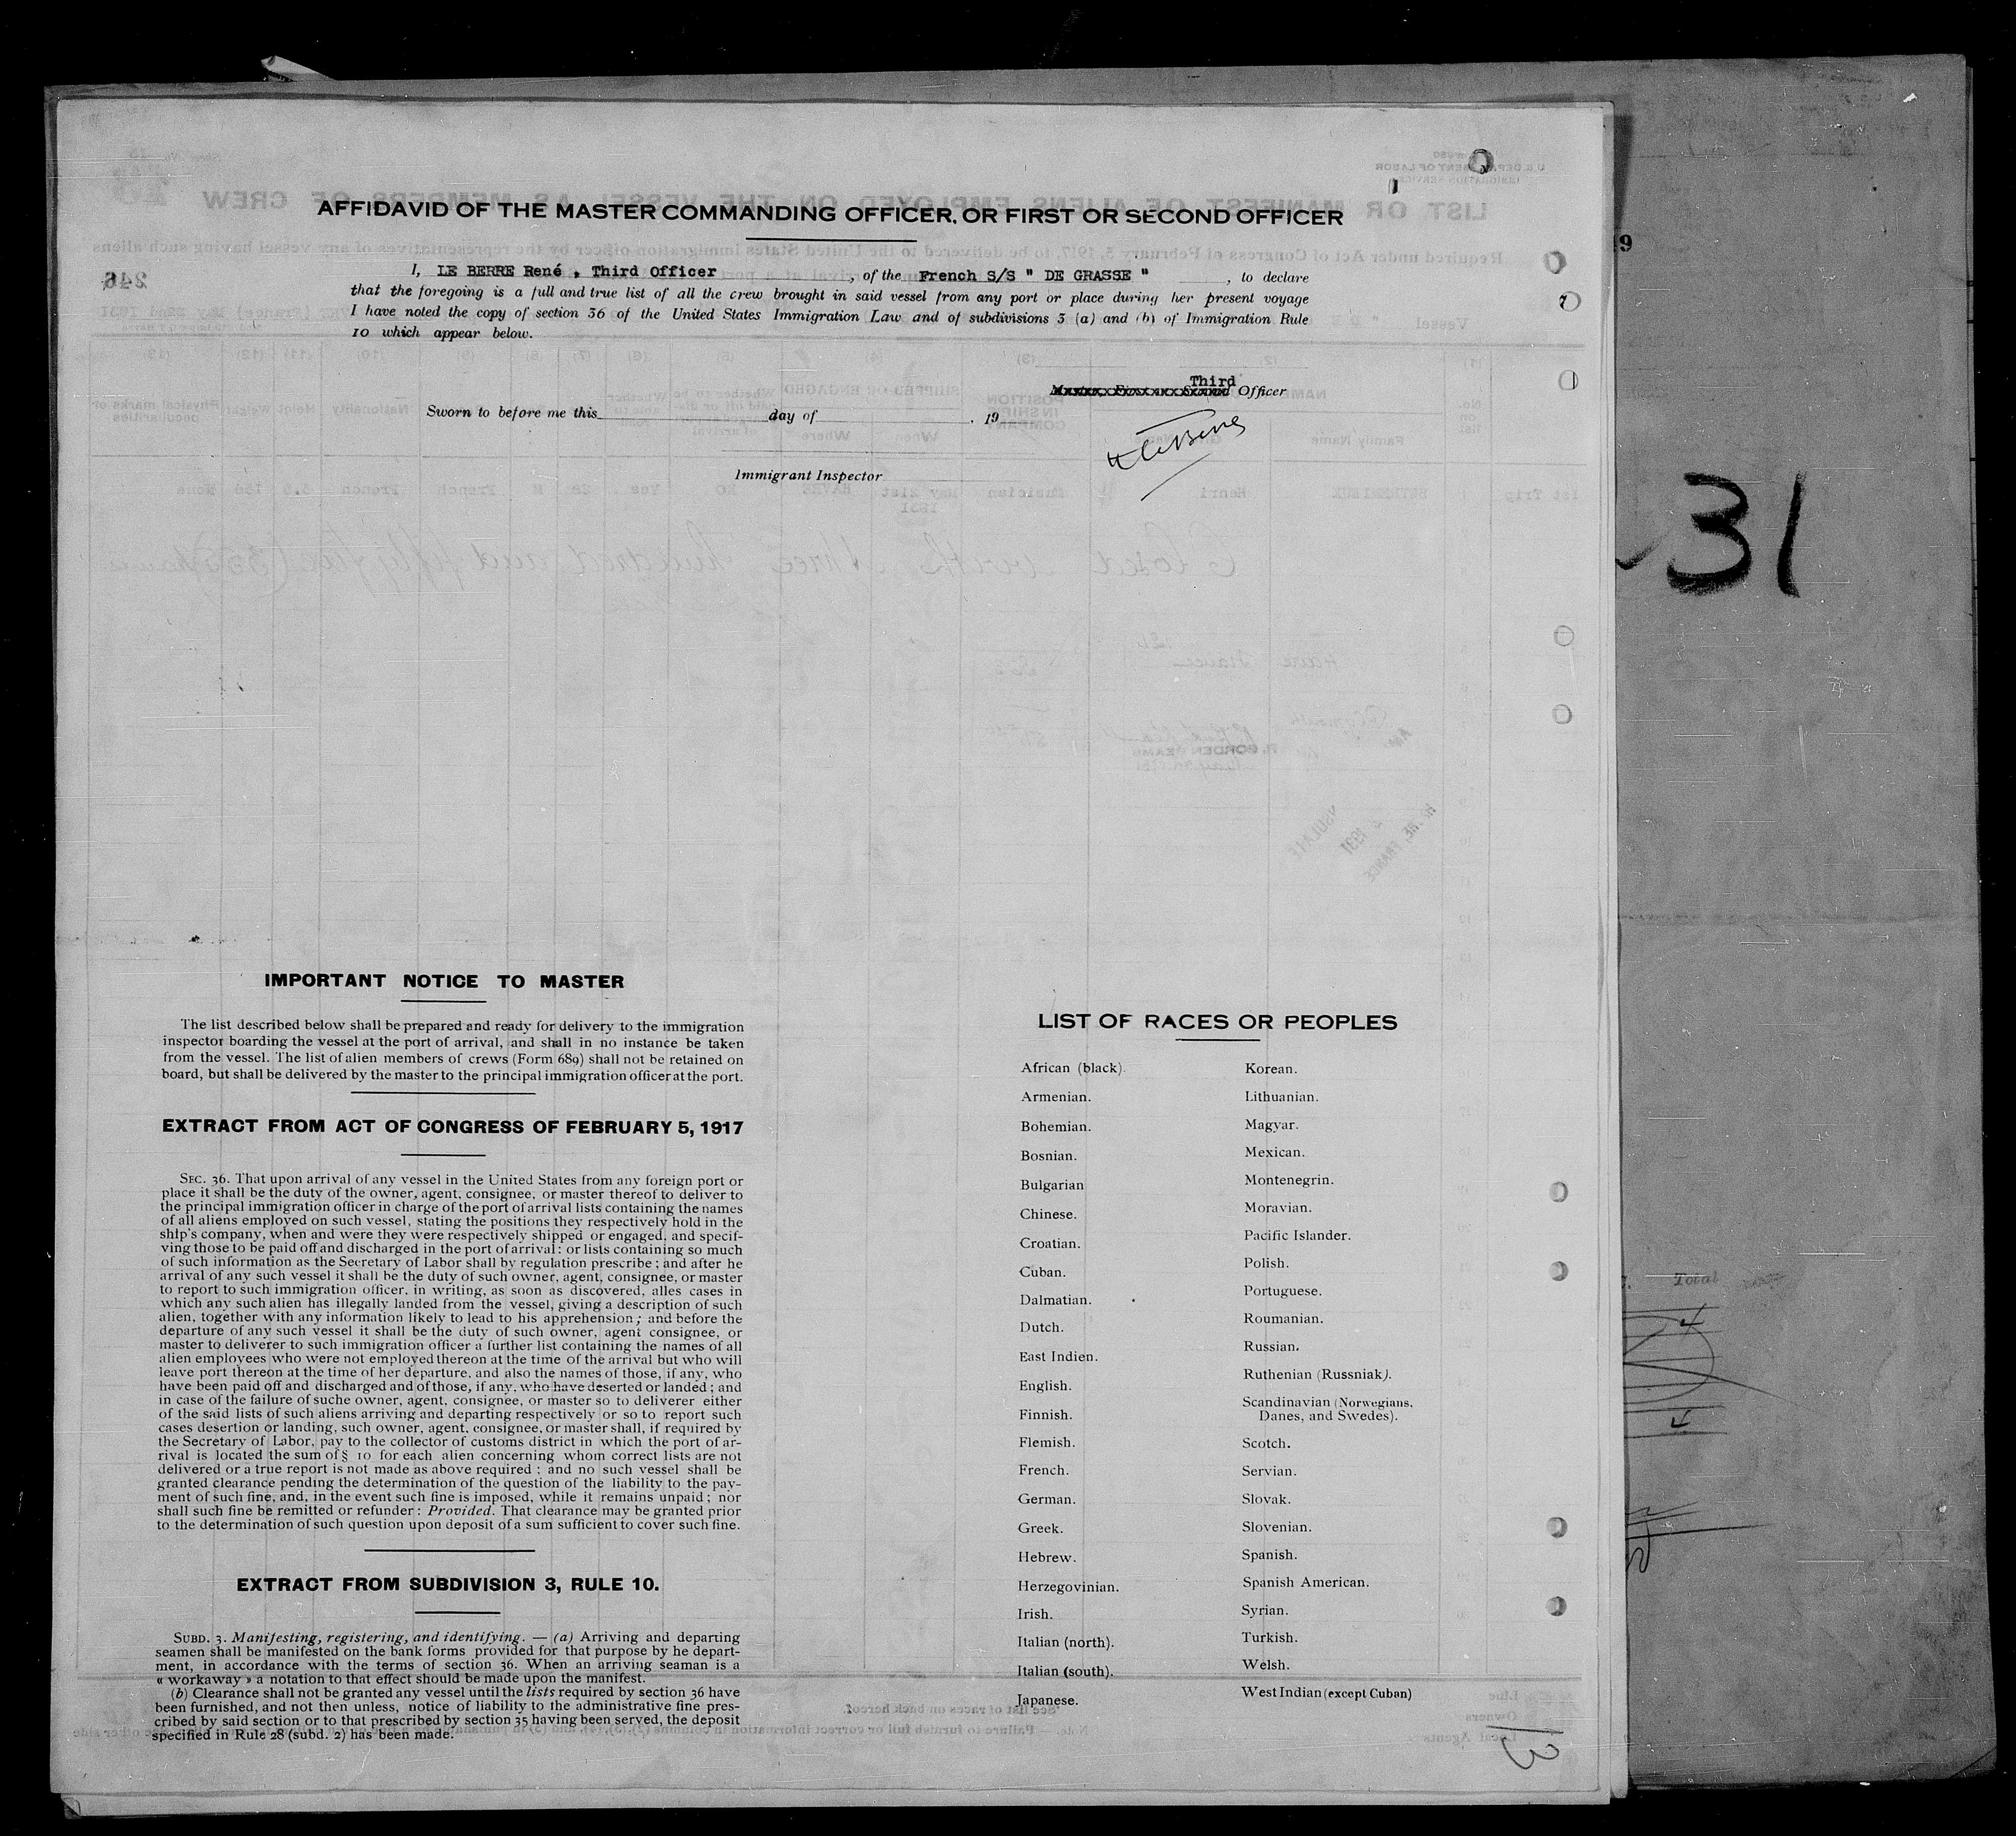 AFFIDAVID OF THE MASTER COMMANDING OFFICER, OR FIRST OR SECOND OFFICER
I, LE BERRE René , Third Officer , of the French S/S " DE GRASSE " , to declare
that the foregoing is a full and true list of all the crew brought in said vessel from any port or place during her present voyage
I have noted the copy of section 36 of the United States Immigration Law and of subdivisions 3 (a) and (b) of Immigration Rule
10 which appear below.
Third
Officer
Sworn to before me this day of . 19
Immigrant Inspector
31
IMPORTANT NOTICE TO MASTER
The list described below shall be prepared and ready for delivery to the immigration
inspector boarding the vessel at the port of arrival, and shall in no instance be taken
from the vessel. The list of alien members of crews (Form 689) shall not be retained on
board, but shall be delivered by the master to the principal immigration officer at the port.
EXTRACT FROM ACT OF CONGRESS OF FEBRUARY 5, 1917
SEC. 36. That upon arrival of any vessel in the United States from any foreign port or
place it shall be the duty of the owner, agent, consignee, or master thereof to deliver to
the principal immigration officer in charge of the port of arrival lists containing the names
of all aliens employed on such vessel, stating the positions they respectively hold in the
ship's company, when and were they were respectively shipped or engaged, and specif-
ving those to be paid off and discharged in the port of arrival : or lists containing so much
of such information as the Secretary of Labor shall by regulation prescribe ; and after he
arrival of any such vessel it shall be the duty of such owner, agent, consignee, or master
to report to such immigration officer, in writing, as soon as discovered, alles cases in
which any such alien has illegally landed from the vessel, giving a description of such
alien, together with any information likely to lead to his apprehension ; and before the
departure of any such vessel it shall be the duty of such owner, agent consignee, or
master to deliverer to such immigration officer a further list containing the names of all
alien employees who were not employed thereon at the time of the arrival but who will
leave port thereon at the time of her departure, and also the names of those, if any, who
have been paid off and discharged and of those, if any, who have deserted or landed ; and
in case of the failure of suche owner, agent, consignee, or master so to deliverer either
of the said lists of such aliens arriving and departing respectively or so to report such
cases desertion or landing, such owner, agent, consignee, or master shall, if required by
the Secretary of Labor, pay to the collector of customs district in which the port of ar-
rival is located the sum of § 10 for each alien concerning whom correct lists are not
delivered or a true report is not made as above required ; and no such vessel shall be
granted clearance pending the determination of the question of the liability to the pay-
ment of such fine, and, in the event such fine is imposed, while it remains unpaid ; nor
shall such fine be remitted or refunder : Provided. That clearance may be granted prior
to the determination of such question upon deposit of a sum sufficient to cover such fine.
EXTRACT FROM SUBDIVISION 3, RULE 10.
SUBD. 3. Manifesting, registering, and identifying. — (a) Arriving and departing
seamen shall be manifested on the bank forms provided for that purpose by he depart-
ment, in accordance with the terms of section 36. When an arriving seaman is a
« workaway » a notation to that effect should be made upon the manifest.
(b) Clearance shall not be granted any vessel until the lists required by section 36 have
been furnished, and not then unless, notice of liability to the administrative fine pres-
cribed by said section or to that prescribed by section 35 having been served, the deposit
specified in Rule 28 (subd. 2) has been made.
LIST OF RACES OR PEOPLES
African (black).
Armenian.
Bohemian.
Bosnian.
Bulgarian
Chinese.
Croatian.
Cuban.
Dalmatian.
Dutch.
East Indien.
English.
Finnish.
Flemish.
French.
German.
Greek.
Hebrew.
Herzegovinian.
Irish.
Italian (north).
Italian (south).
Japanese.
Korean.
Lithuanian.
Magyar.
Mexican.
Montenegrin.
Moravian.
Pacific Islander.
Polish.
Portuguese.
Roumanian.
Russian.
Ruthenian (Russniak).
Scandinavian (Norwegians,
Danes, and Swedes).
Scotch.
Servian.
Slovak.
Slovenian.
Spanish.
Spanish American.
Syrian.
Turkish.
Welsh.
West Indian (except Cuban)
Total
13